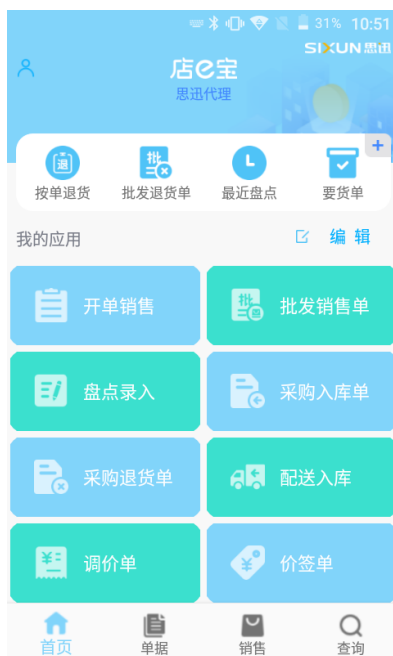 31% 10:51
SIXUN思迅
店e宝
思迅代理
退 批
+
按单退货 批发退货单 最近盘点 要货单
我的应用 编 辑
开单销售 批 批发销售单
盘点录入 采购入库单
采购退货单 配送入库
¥ 调价单 ¥ 价签单
首页 单据 销售 查询